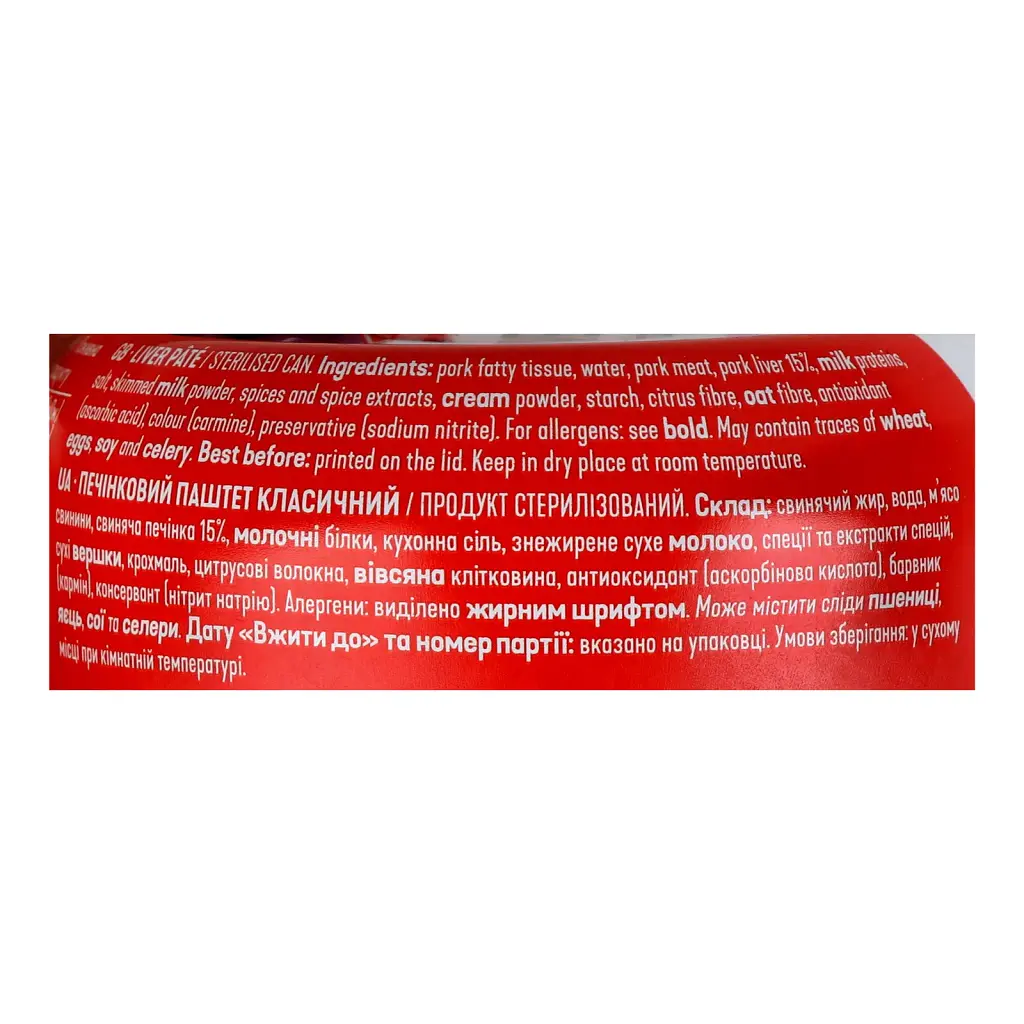 GB · LIVER PÂTÉ / STERILISED CAN. Ingredients: pork fatty tissue, water, pork meat, pork liver 15%, milk proteins,
salt, skimmed milk powder, spices and spice extracts, cream powder, starch, citrus fibre, oat fibre, antioxidant
(ascorbic acid), colour (carmine), preservative (sodium nitrite). For allergens: see bold. May contain traces of wheat,
eggs, soy and celery. Best before: printed on the lid. Keep in dry place at room temperature.
UA · ПЕЧІНКОВИЙ ПАШТЕТ КЛАСИЧНИЙ / ПРОДУКТ СТЕРИЛІЗОВАНИЙ. Склад: свинячий жир, вода, м'ясо
свинини, свиняча печінка 15%, молочні білки, кухонна сіль, знежирене сухе молоко, спеції та екстракти спецій,
сухі вершки, крохмаль, цитрусові волокна, вівсяна клітковина, антиоксидант (аскорбінова кислота), барвник
(кармін), консервант (нітрит натрію). Алергени: виділено жирним шрифтом. Може містити сліди пшениці,
яєць, сої та селери. Дату «Вжити до» та номер партії: вказано на упаковці. Умови зберігання: у сухому
місці при кімнатній температурі.